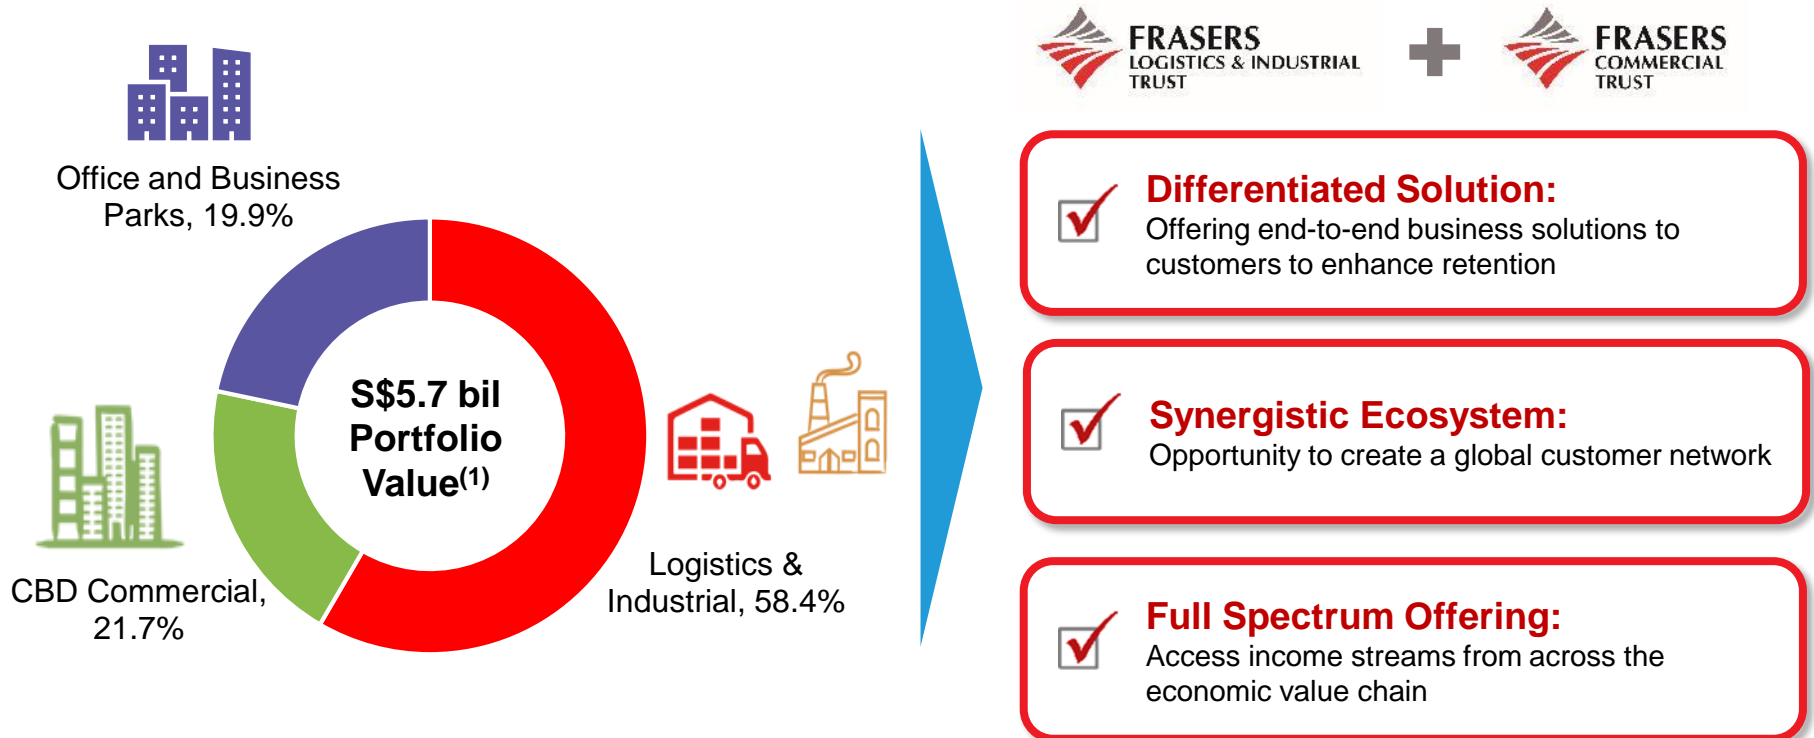 FRASERS
LOGISTICS & INDUSTRIAL
TRUST
FRASERS
COMMERCIAL
TRUST
Office and Business
Parks, 19.9%
S$5.7 bil
Portfolio
Value(1)
CBD Commercial,
21.7%
Logistics &
Industrial, 58.4%
Differentiated Solution:
Offering end-to-end business solutions to
customers to enhance retention
Synergistic Ecosystem:
Opportunity to create a global customer network
Full Spectrum Offering:
Access income streams from across the
economic value chain